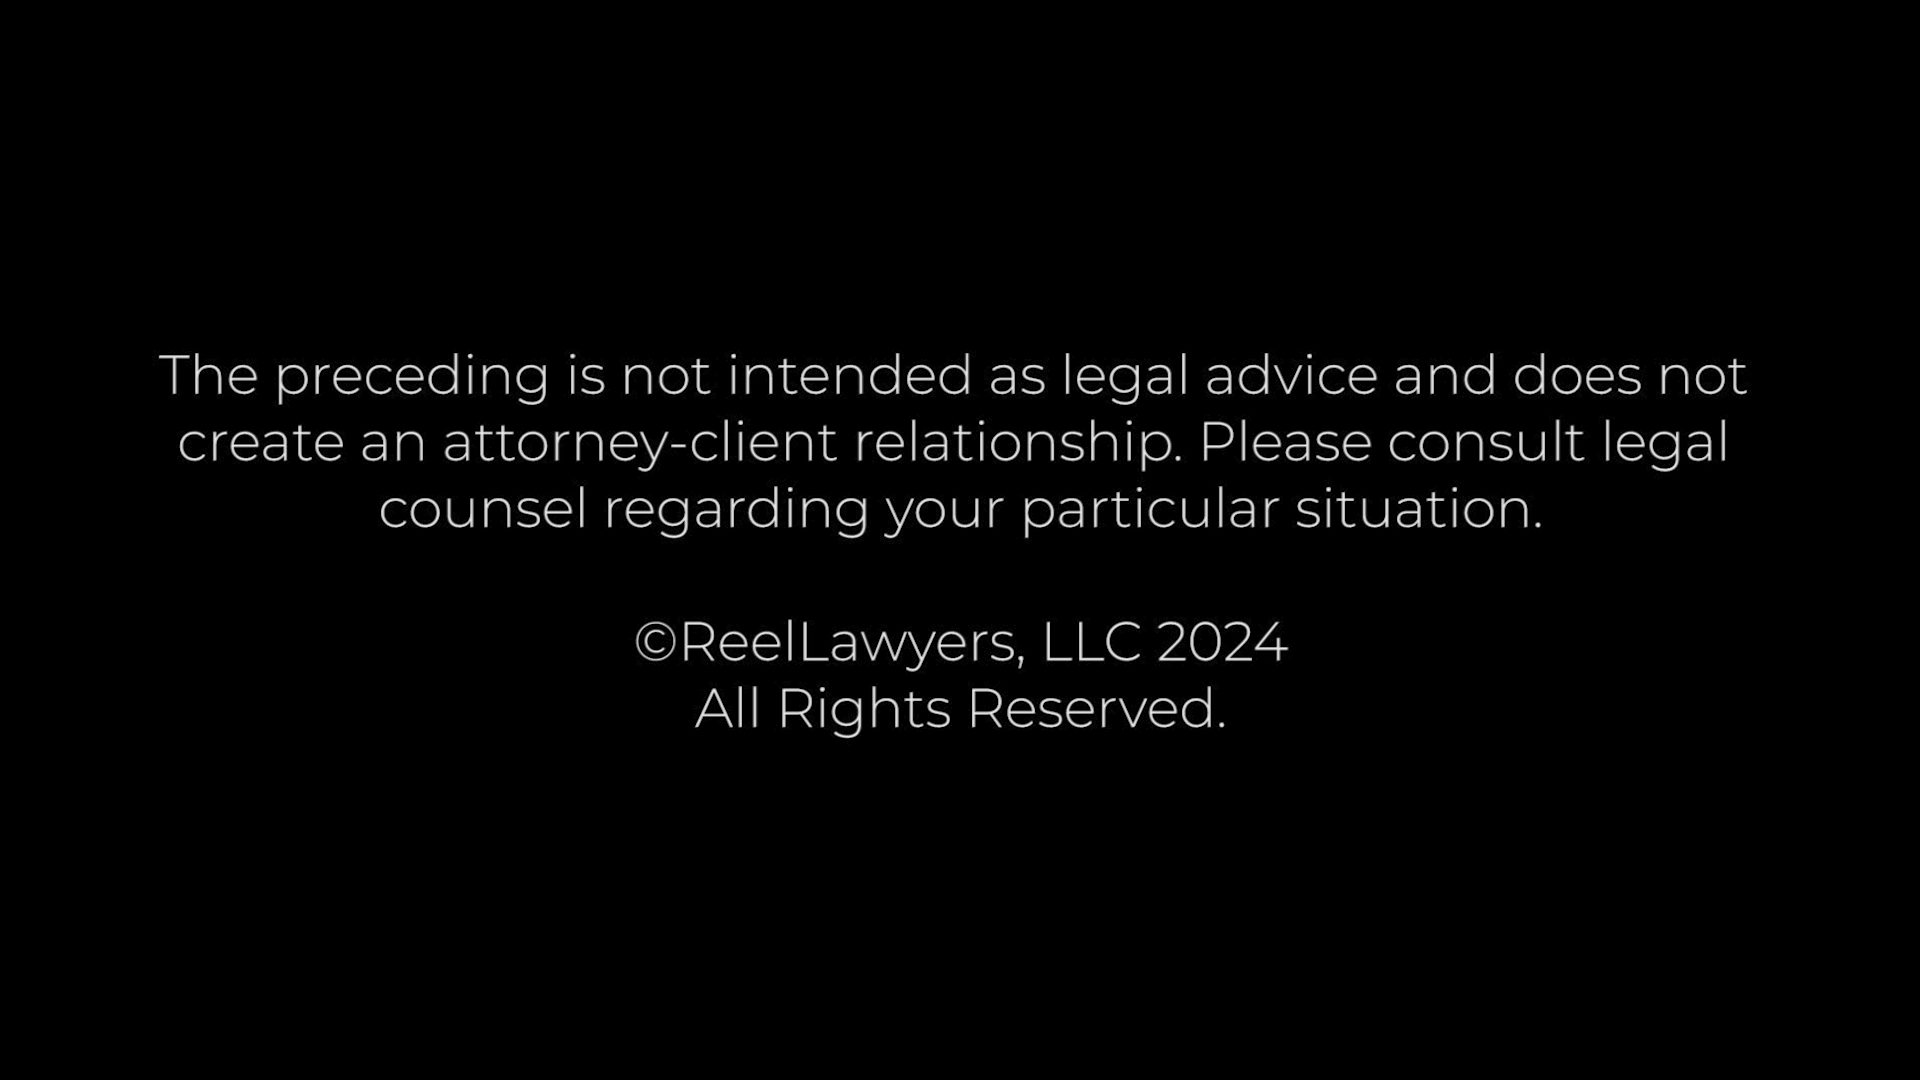 The preceding is not intended as legal advice and does not
create an attorney-client relationship. Please consult legal
counsel regarding your particular situation.
©ReelLawyers, LLC 2024
All Rights Reserved.